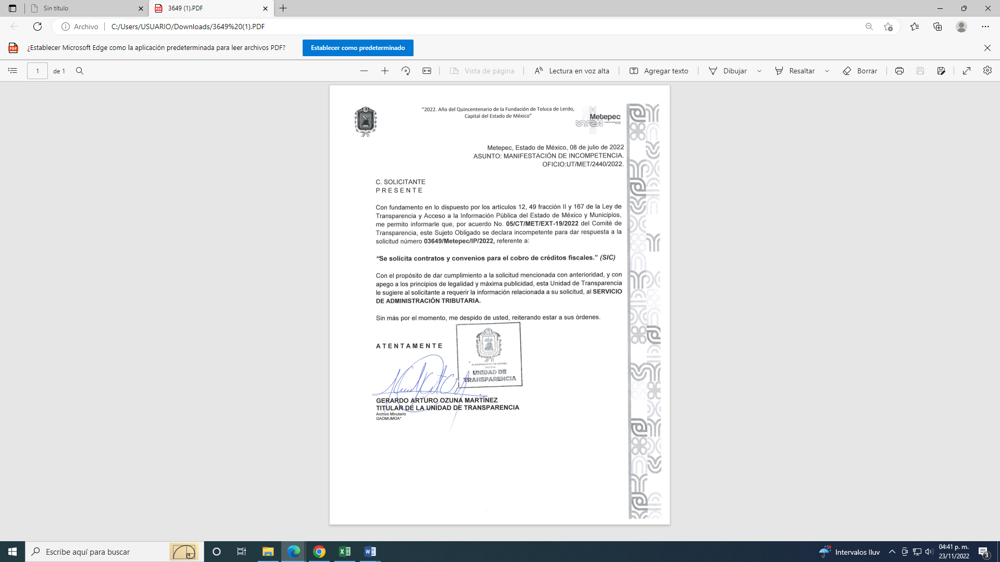 Sin título
3649 (1).PDF
Archivo
C:/Users/USUARIO/Downloads/3649%20(1).PDF
¿Establecer Microsoft Edge como la aplicación predeterminada para leer archivos PDF?
Establecer como predeterminado
1 de 1
Vista de página
Lectura en voz alta
Agregar texto
Dibujar
Resaltar
Borrar
"2022. Año del Quincentenario de la Fundación de Toluca de Lerdo,
Capital del Estado de México"
Metepec
Metepec, Estado de México, 08 de julio de 2022
ASUNTO: MANIFESTACIÓN DE INCOMPETENCIA.
OFICIO:UT/MET/2440/2022.
C. SOLICITANTE
P R E S E N T E
Con fundamento en lo dispuesto por los artículos 12, 49 fracción II y 167 de la Ley de
Transparencia y Acceso a la Información Pública del Estado de México y Municipios,
me permito informarle que, por acuerdo No. 05/CT/MET/EXT-19/2022 del Comité de
Transparencia, este Sujeto Obligado se declara incompetente para dar respuesta a la
solicitud número 03649/Metepec/IP/2022, referente a:
"Se solicita contratos y convenios para el cobro de créditos fiscales." (SIC)
Con el propósito de dar cumplimiento a la solicitud mencionada con anterioridad, y con
apego a los principios de legalidad y máxima publicidad, esta Unidad de Transparencia
le sugiere al solicitante a requerir la información relacionada a su solicitud, al SERVICIO
DE ADMINISTRACIÓN TRIBUTARIA.
Sin más por el momento, me despido de usted, reiterando estar a sus órdenes.
A T E N T A M E N T E
UNIDAD DE
TRANSPARENCIA
GERARDO ARTURO OZUNA MARTÍNEZ
TITULAR DE LA UNIDAD DE TRANSPARENCIA
Archivo Minutario
GAOM/JMOA*
Escribe aquí para buscar
Intervalos lluv
04:41 p. m.
23/11/2022
3